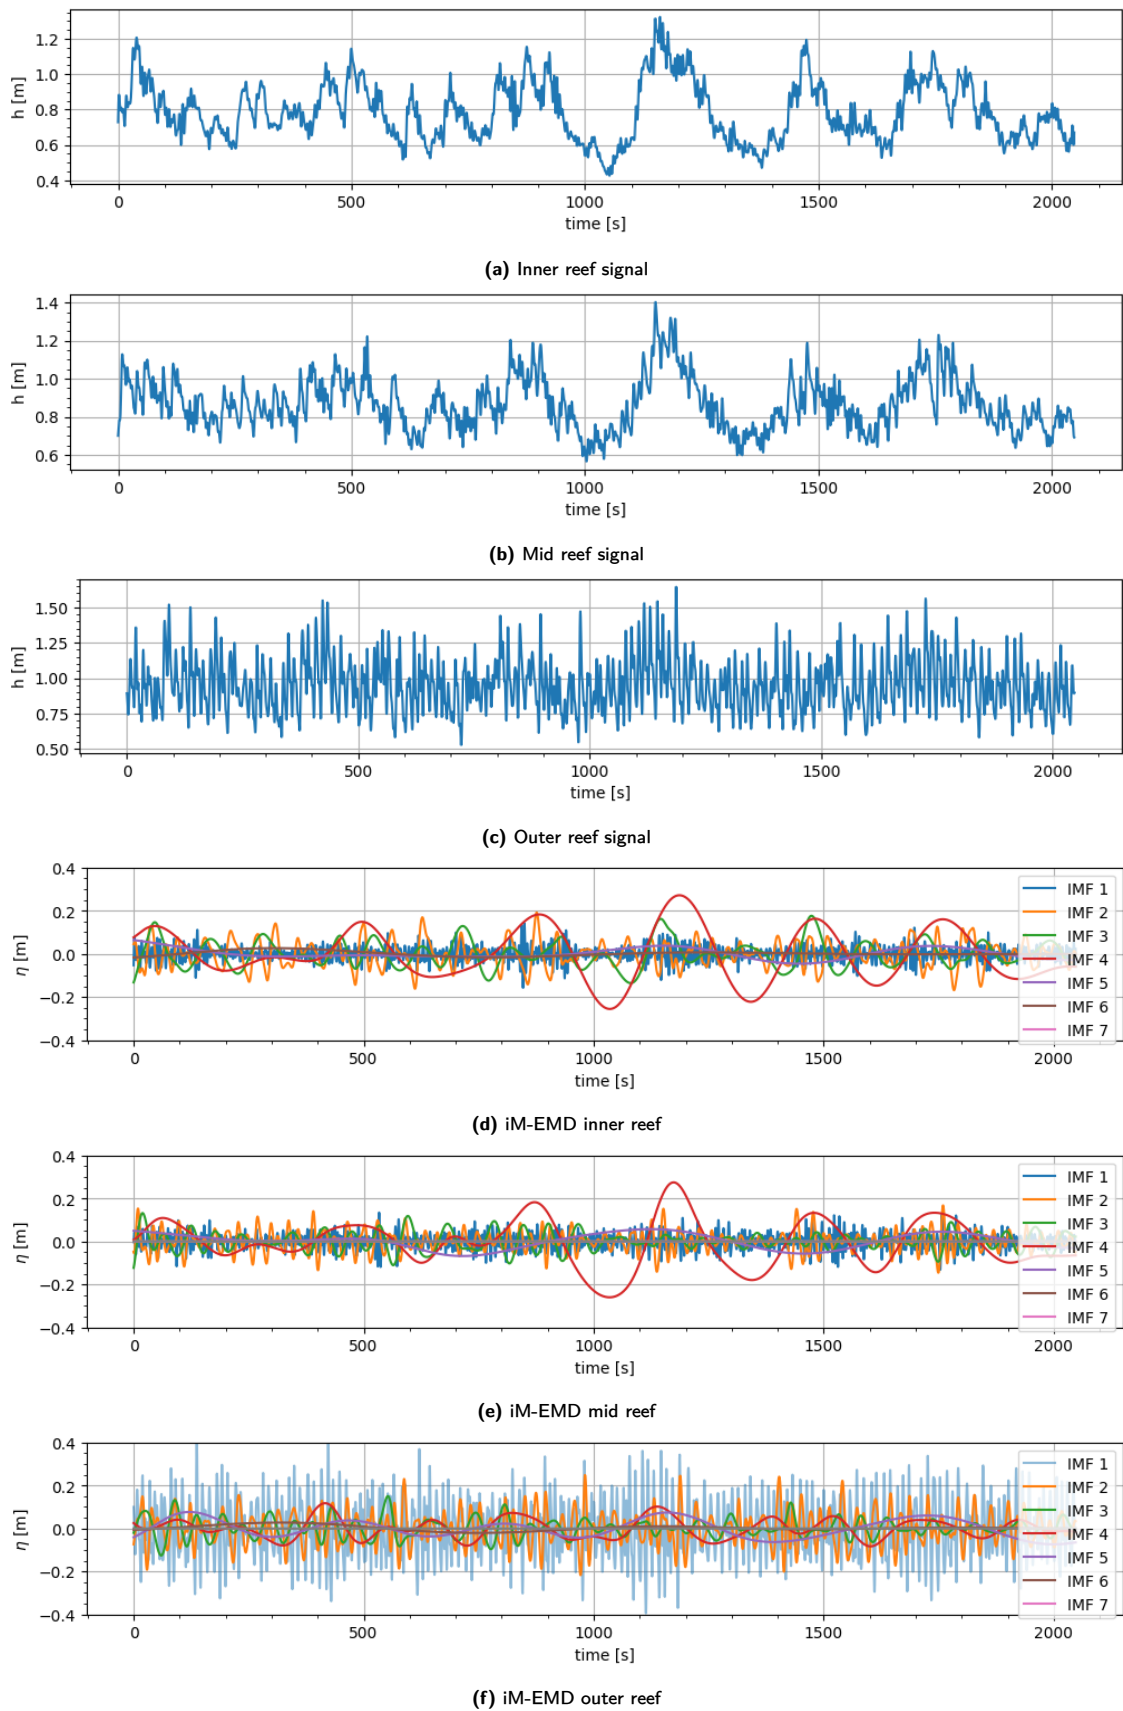 h [m]
1.2
1.0
0.8
0.6
0.4
0 500 1000 1500 2000
time [s]
(a) Inner reef signal
h [m]
1.4
1.2
1.0
0.8
0.6
0 500 1000 1500 2000
time [s]
(b) Mid reef signal
h [m]
1.50
1.25
1.00
0.75
0.50
0 500 1000 1500 2000
time [s]
(c) Outer reef signal
η [m]
0.4
0.2
0.0
−0.2
−0.4
IMF 1
IMF 2
IMF 3
IMF 4
IMF 5
IMF 6
IMF 7
0 500 1000 1500 2000
time [s]
(d) iM-EMD inner reef
η [m]
0.4
0.2
0.0
−0.2
−0.4
IMF 1
IMF 2
IMF 3
IMF 4
IMF 5
IMF 6
IMF 7
0 500 1000 1500 2000
time [s]
(e) iM-EMD mid reef
η [m]
0.4
0.2
0.0
−0.2
−0.4
IMF 1
IMF 2
IMF 3
IMF 4
IMF 5
IMF 6
IMF 7
0 500 1000 1500 2000
time [s]
(f) iM-EMD outer reef